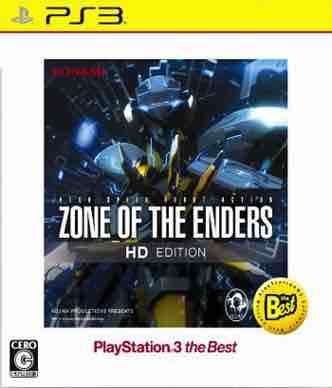 PS3
KONAMI
HIGH SPEED ROBOT ACTION
ZONE OF THE ENDERS
HD EDITION
KOJIMA PRODUCTIONS PRESENTS
the
Best
CERO
C
PlayStation 3 the Best